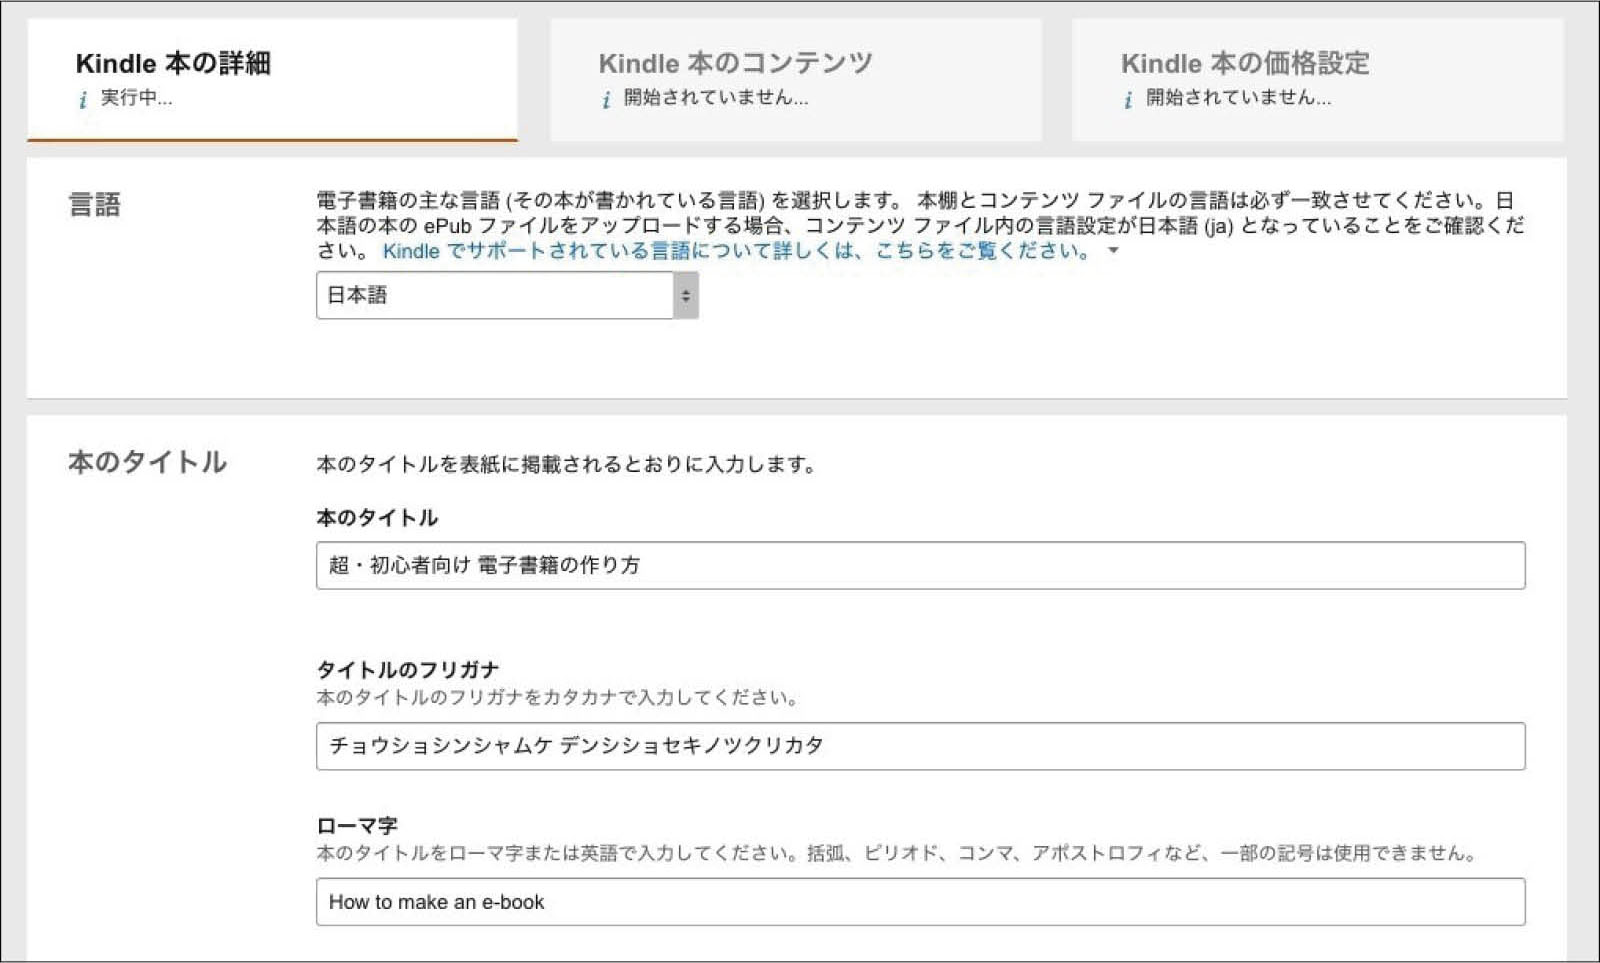 Kindle 本の詳細
i 実行中...
Kindle 本のコンテンツ
i 開始されていません...
Kindle 本の価格設定
i 開始されていません...
言語
電子書籍の主な言語 (その本が書かれている言語) を選択します。 本棚とコンテンツ ファイルの言語は必ず一致させてください。日
本語の本の ePub ファイルをアップロードする場合、コンテンツ ファイル内の言語設定が日本語 (ja) となっていることをご確認くだ
さい。 Kindle でサポートされている言語について詳しくは、こちらをご覧ください。
日本語
本のタイトル
本のタイトルを表紙に掲載されるとおりに入力します。
本のタイトル
超・初心者向け 電子書籍の作り方
タイトルのフリガナ
本のタイトルのフリガナをカタカナで入力してください。
チョウショシンシャムケ デンシショセキノツクリカタ
ローマ字
本のタイトルをローマ字または英語で入力してください。括弧、ピリオド、コンマ、アポストロフィなど、一部の記号は使用できません。
How to make an e-book